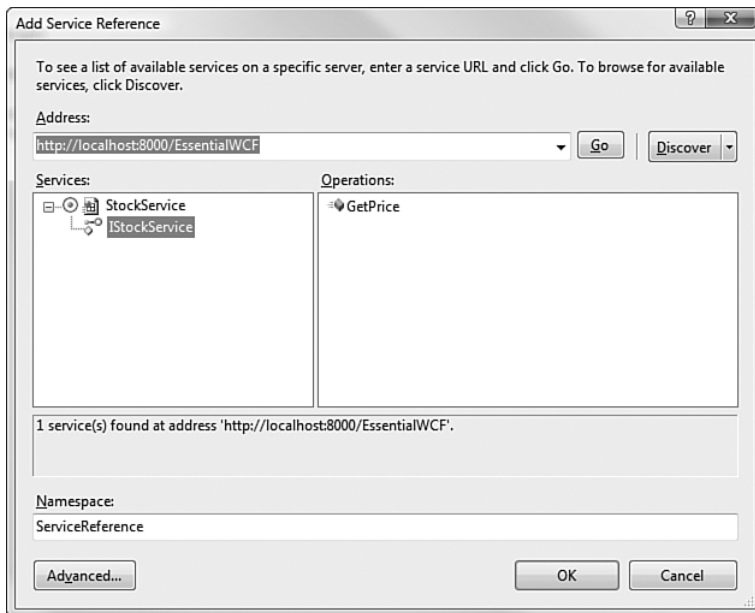 Add Service Reference
To see a list of available services on a specific server, enter a service URL and click Go. To browse for available
services, click Discover.
Address:
http://localhost:8000/EssentialWCF
Go
Discover
Services:
Operations:
StockService
IStockService
GetPrice
1 service(s) found at address 'http://localhost:8000/EssentialWCF'.
Namespace:
ServiceReference
Advanced...
OK
Cancel